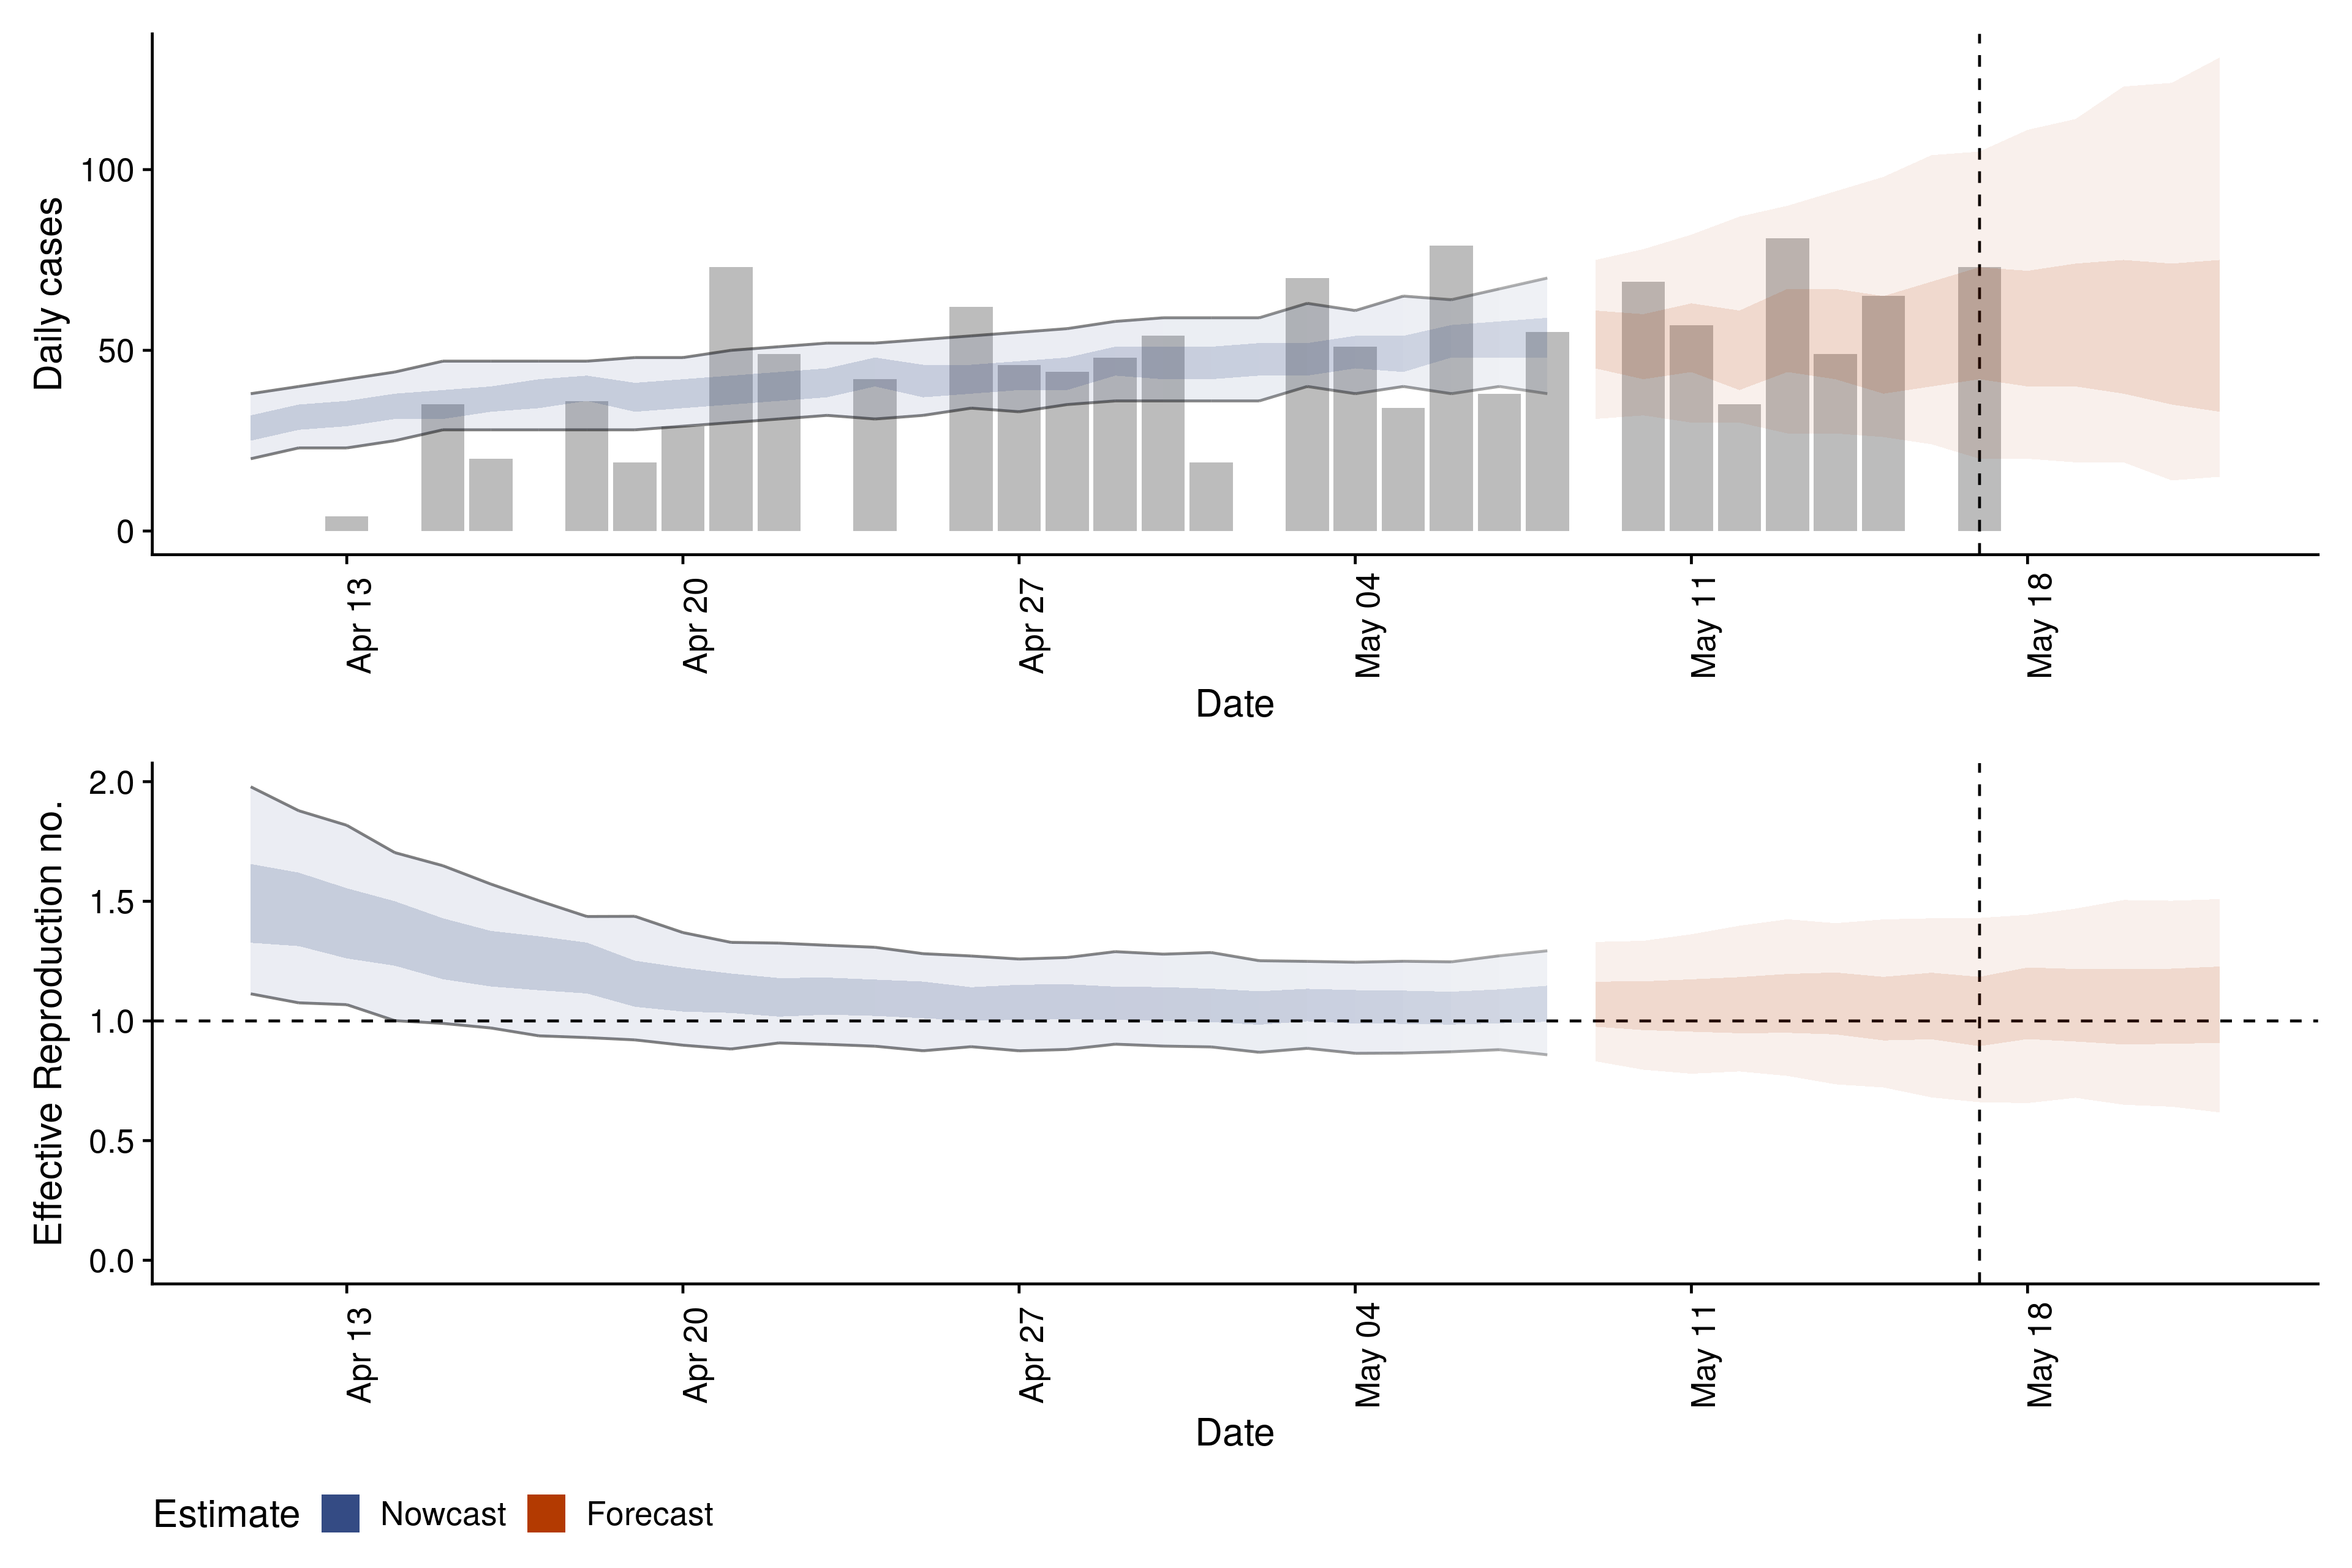 Daily cases
100
50
0
Apr 13
Apr 20
Apr 27
May 04
May 11
May 18
Date
Effective Reproduction no.
2.0
1.5
1.0
0.5
0.0
Apr 13
Apr 20
Apr 27
May 04
May 11
May 18
Date
Estimate Nowcast Forecast